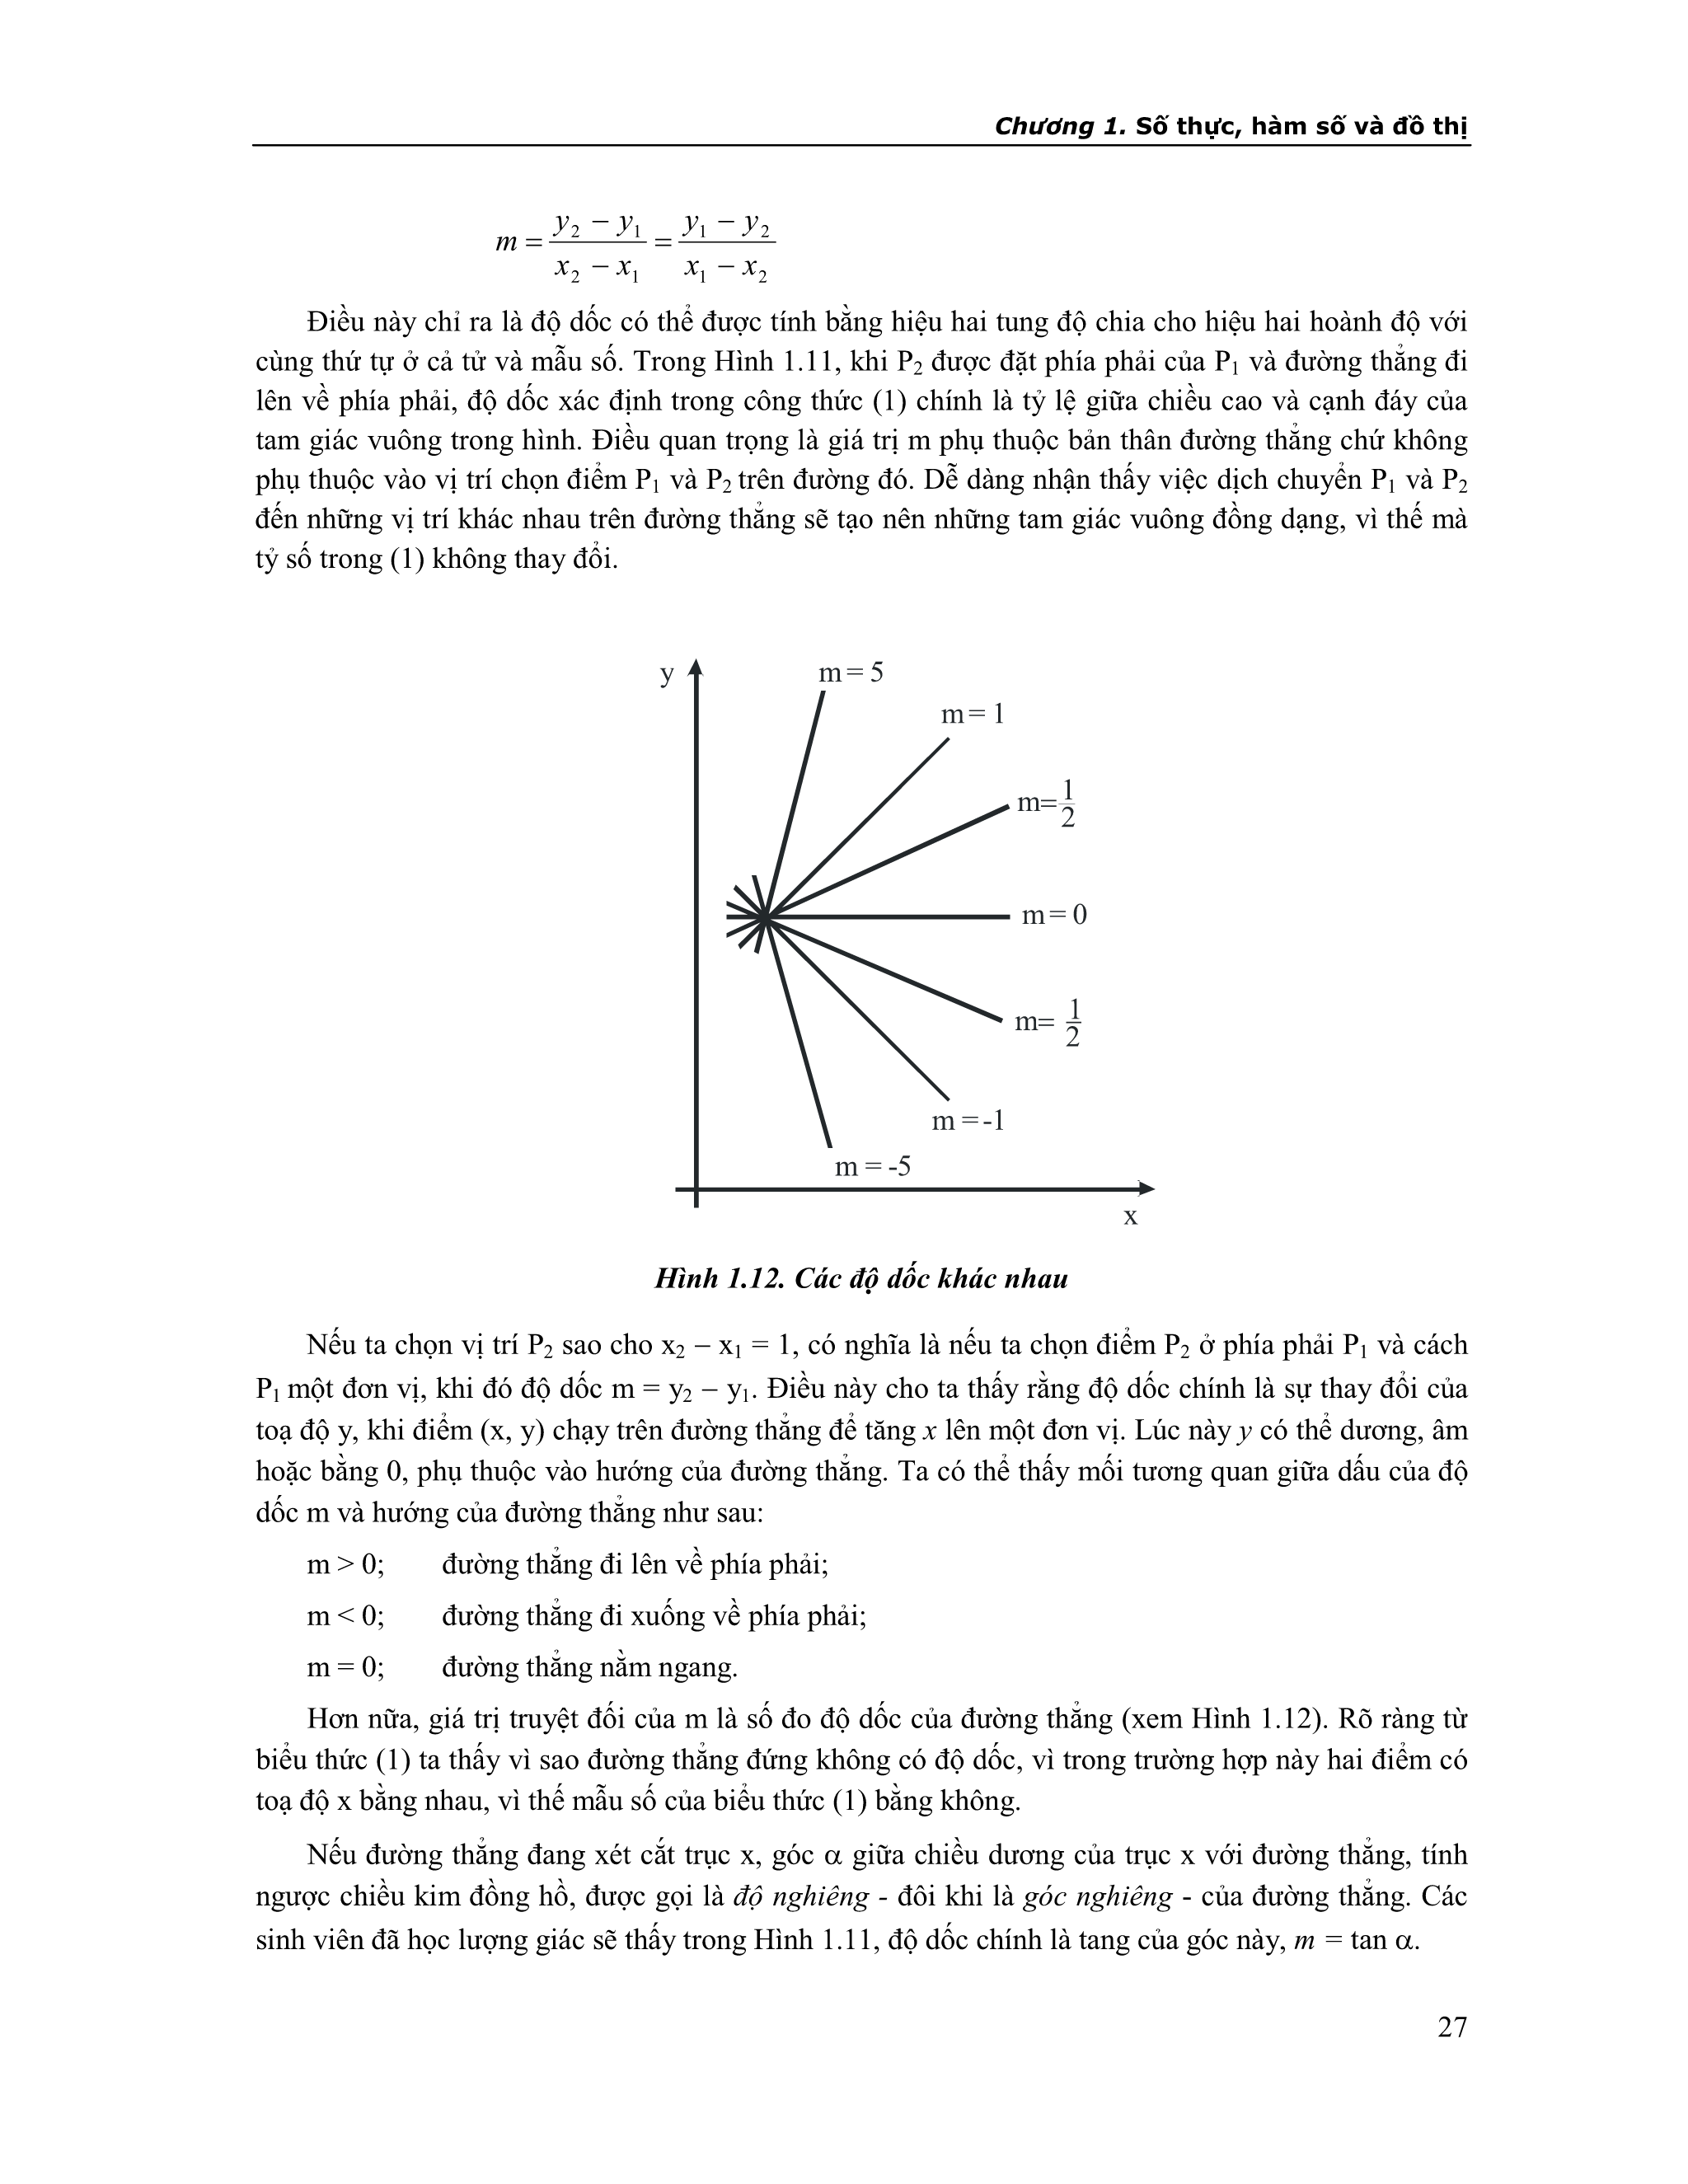 Chương 1. Số thực, hàm số và đồ thị
m = \frac{y_2 - y_1}{x_2 - x_1} = \frac{y_1 - y_2}{x_1 - x_2}
Điều này chỉ ra là độ dốc có thể được tính bằng hiệu hai tung độ chia cho hiệu hai hoành độ với
cùng thứ tự ở cả tử và mẫu số. Trong Hình 1.11, khi P₂ được đặt phía phải của P₁ và đường thẳng đi
lên về phía phải, độ dốc xác định trong công thức (1) chính là tỷ lệ giữa chiều cao và cạnh đáy của
tam giác vuông trong hình. Điều quan trọng là giá trị m phụ thuộc bản thân đường thẳng chứ không
phụ thuộc vào vị trí chọn điểm P₁ và P₂ trên đường đó. Dễ dàng nhận thấy việc dịch chuyển P₁ và P₂
đến những vị trí khác nhau trên đường thẳng sẽ tạo nên những tam giác vuông đồng dạng, vì thế mà
tỷ số trong (1) không thay đổi.
y
m = 5
m = 1
m= \frac{1}{2}
m = 0
m= \frac{1}{2}
m = -1
m = -5
x
Hình 1.12. Các độ dốc khác nhau
Nếu ta chọn vị trí P₂ sao cho x₂ – x₁ = 1, có nghĩa là nếu ta chọn điểm P₂ ở phía phải P₁ và cách
P₁ một đơn vị, khi đó độ dốc m = y₂ – y₁. Điều này cho ta thấy rằng độ dốc chính là sự thay đổi của
toạ độ y, khi điểm (x, y) chạy trên đường thẳng để tăng x lên một đơn vị. Lúc này y có thể dương, âm
hoặc bằng 0, phụ thuộc vào hướng của đường thẳng. Ta có thể thấy mối tương quan giữa dấu của độ
dốc m và hướng của đường thẳng như sau:
m > 0; đường thẳng đi lên về phía phải;
m < 0; đường thẳng đi xuống về phía phải;
m = 0; đường thẳng nằm ngang.
Hơn nữa, giá trị truyệt đối của m là số đo độ dốc của đường thẳng (xem Hình 1.12). Rõ ràng từ
biểu thức (1) ta thấy vì sao đường thẳng đứng không có độ dốc, vì trong trường hợp này hai điểm có
toạ độ x bằng nhau, vì thế mẫu số của biểu thức (1) bằng không.
Nếu đường thẳng đang xét cắt trục x, góc α giữa chiều dương của trục x với đường thẳng, tính
ngược chiều kim đồng hồ, được gọi là độ nghiêng - đôi khi là góc nghiêng - của đường thẳng. Các
sinh viên đã học lượng giác sẽ thấy trong Hình 1.11, độ dốc chính là tang của góc này, m = tan α.
27